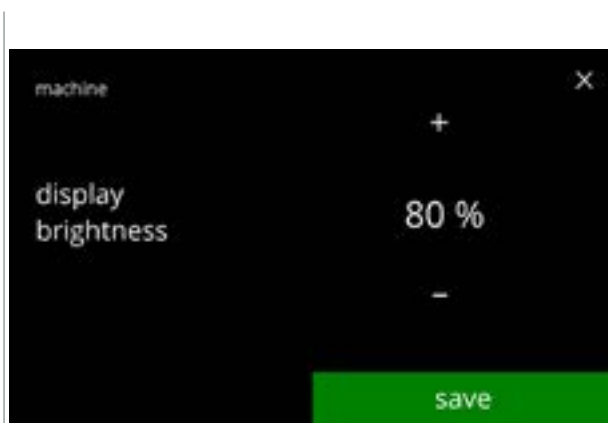 machine
X
+
display
brightness
80 %
–
save